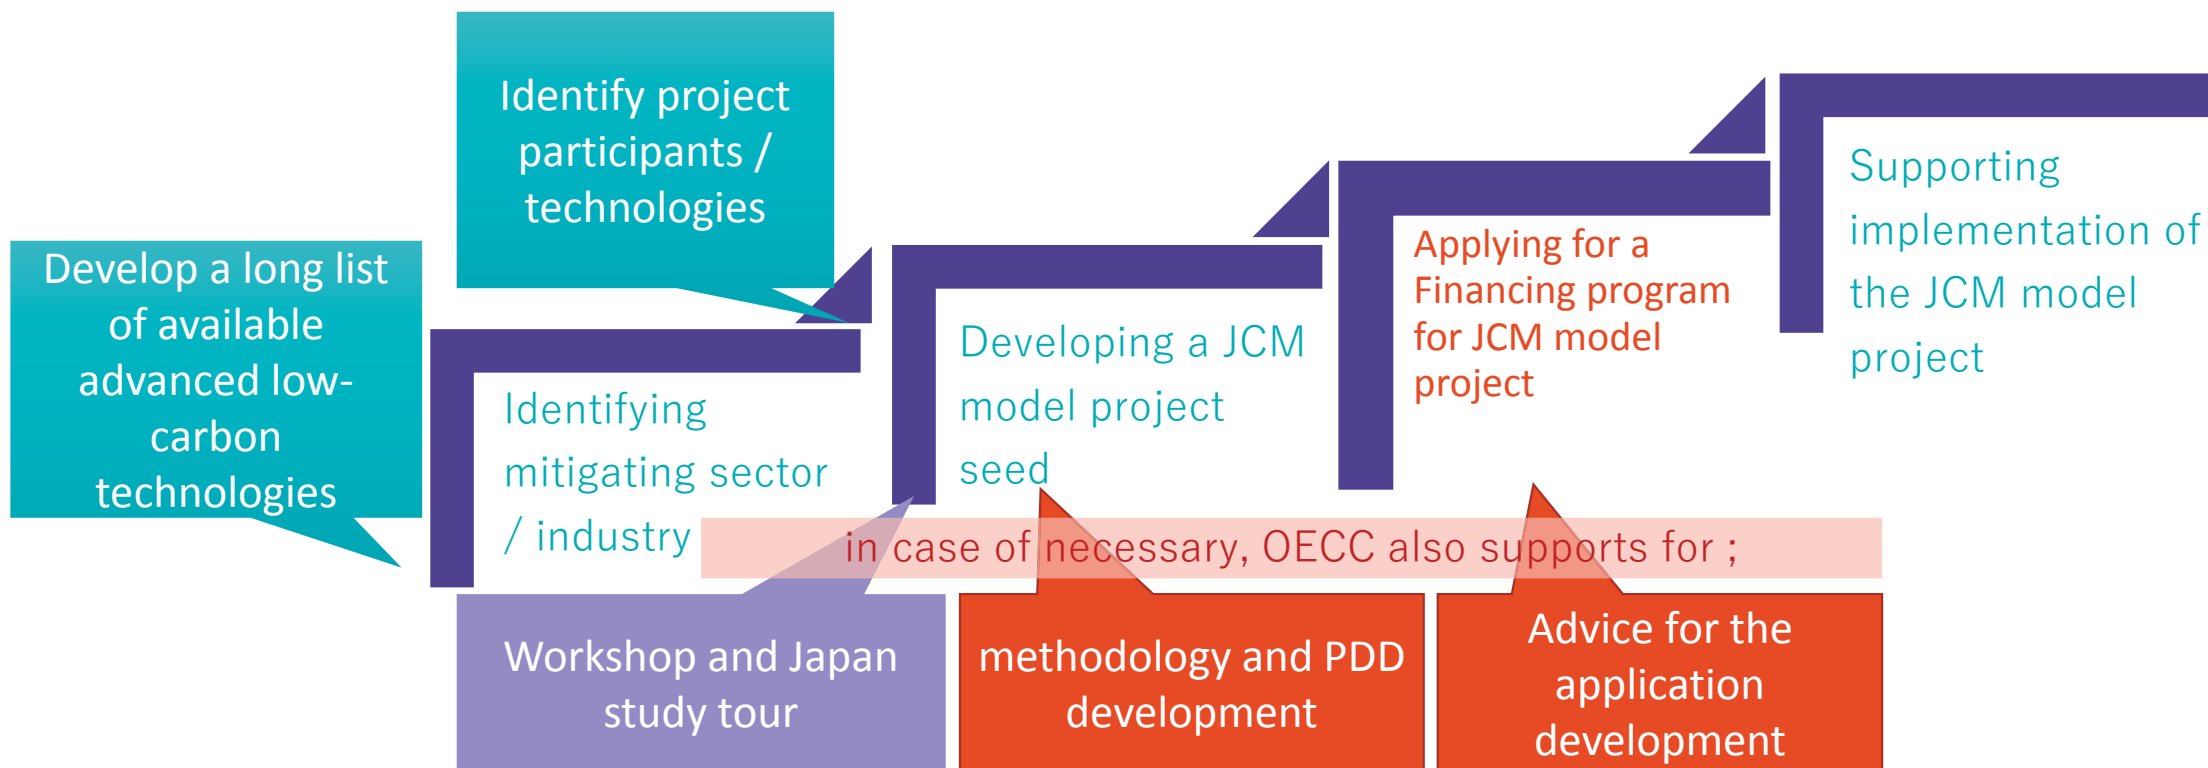 Develop a long list
of available
advanced low-
carbon
technologies
Identify project
participants /
technologies
Identifying
mitigating sector
/ industry
Developing a JCM
model project
seed
Applying for a
Financing program
for JCM model
project
Supporting
implementation of
the JCM model
project
in case of necessary, OECC also supports for ;
Workshop and Japan
study tour
methodology and PDD
development
Advice for the
application
development